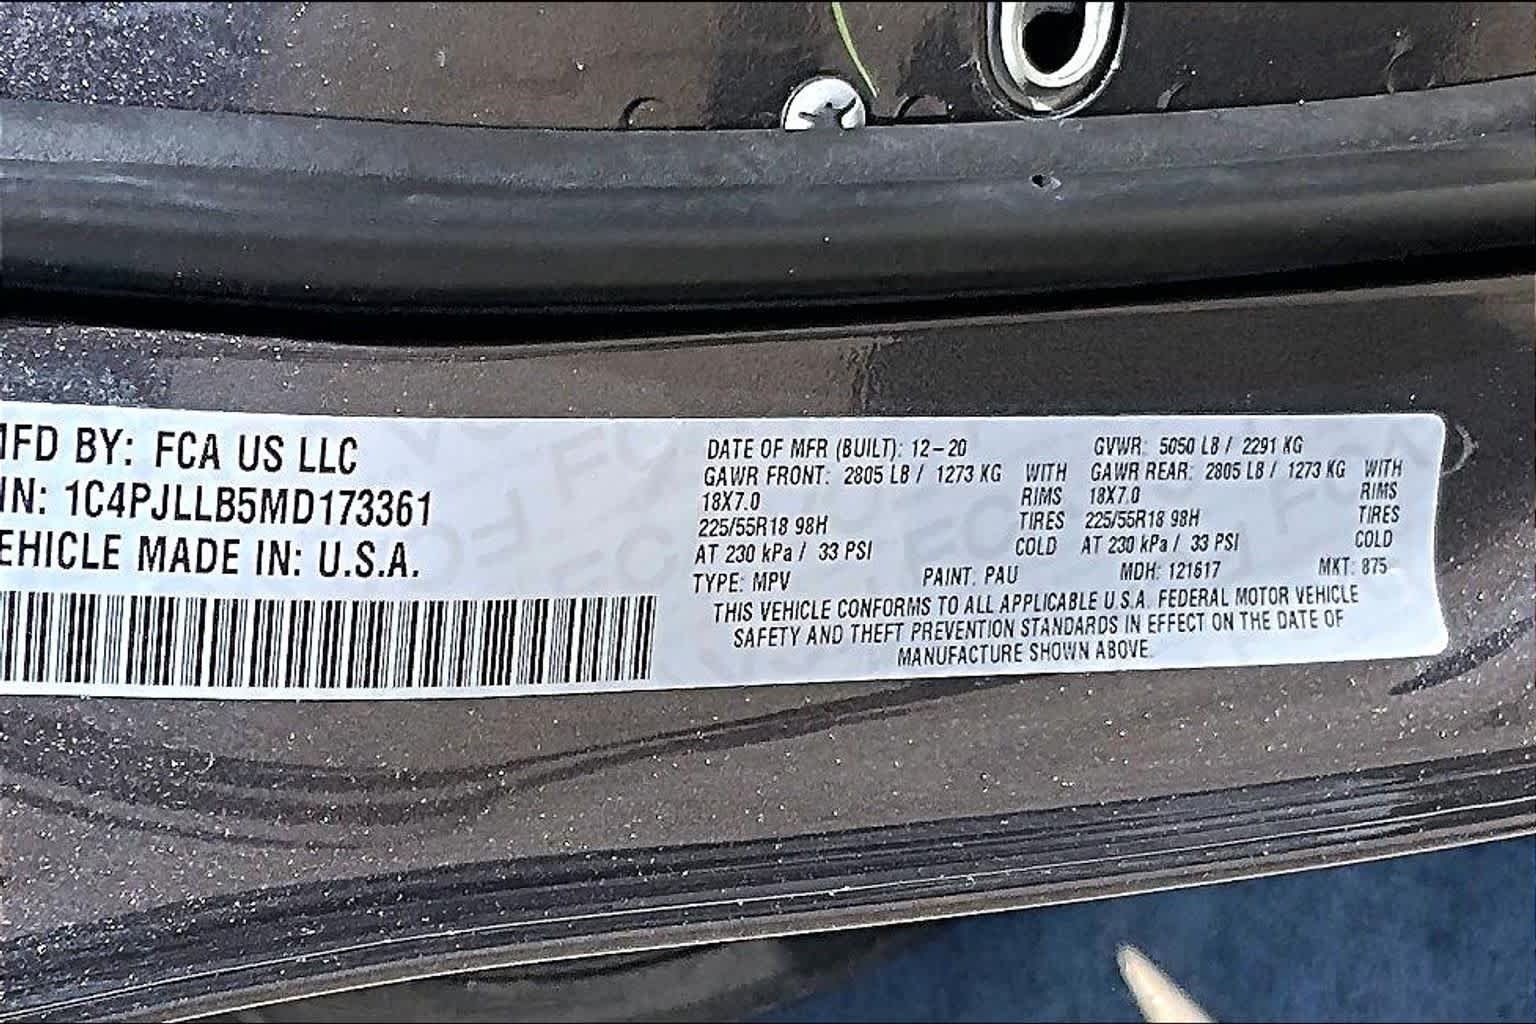 MFD BY: FCA US LLC
VIN: 1C4PJLLB5MD173361
VEHICLE MADE IN: U.S.A.
DATE OF MFR (BUILT): 12-20 GVWR: 5050 LB / 2291 KG
GAWR FRONT: 2805 LB / 1273 KG WITH GAWR REAR: 2805 LB / 1273 KG WITH
18X7.0 RIMS 18X7.0 RIMS
225/55R18 98H TIRES 225/55R18 98H TIRES
AT 230 kPa / 33 PSI COLD AT 230 kPa / 33 PSI COLD
TYPE: MPV PAINT: PAU MDH: 121617 MKT: 875
THIS VEHICLE CONFORMS TO ALL APPLICABLE U.S.A. FEDERAL MOTOR VEHICLE
SAFETY AND THEFT PREVENTION STANDARDS IN EFFECT ON THE DATE OF
MANUFACTURE SHOWN ABOVE.